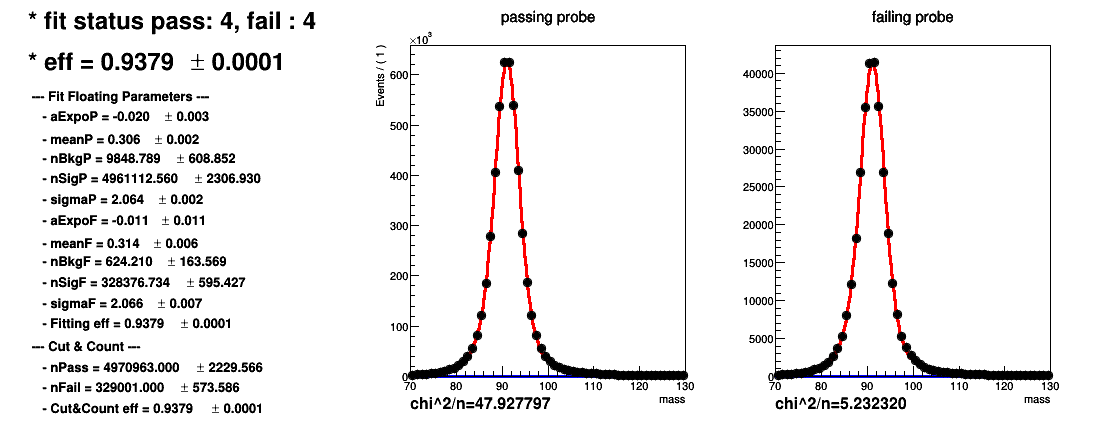 * fit status pass: 4, fail : 4
* eff = 0.9379 ± 0.0001
--- Fit Floating Parameters ---
- aExpoP = -0.020 ± 0.003
- meanP = 0.306 ± 0.002
- nBkgP = 9848.789 ± 608.852
- nSigP = 4961112.560 ± 2306.930
- sigmaP = 2.064 ± 0.002
- aExpoF = -0.011 ± 0.011
- meanF = 0.314 ± 0.006
- nBkgF = 624.210 ± 163.569
- nSigF = 328376.734 ± 595.427
- sigmaF = 2.066 ± 0.007
- Fitting eff = 0.9379 ± 0.0001
--- Cut & Count ---
- nPass = 4970963.000 ± 2229.566
- nFail = 329001.000 ± 573.586
- Cut&Count eff = 0.9379 ± 0.0001
passing probe
×10³
Events / ( 1 )
600
500
400
300
200
100
0
70 80 90 100 110 120 130
mass
chi^2/n=47.927797
failing probe
40000
35000
30000
25000
20000
15000
10000
5000
0
70 80 90 100 110 120 130
mass
chi^2/n=5.232320